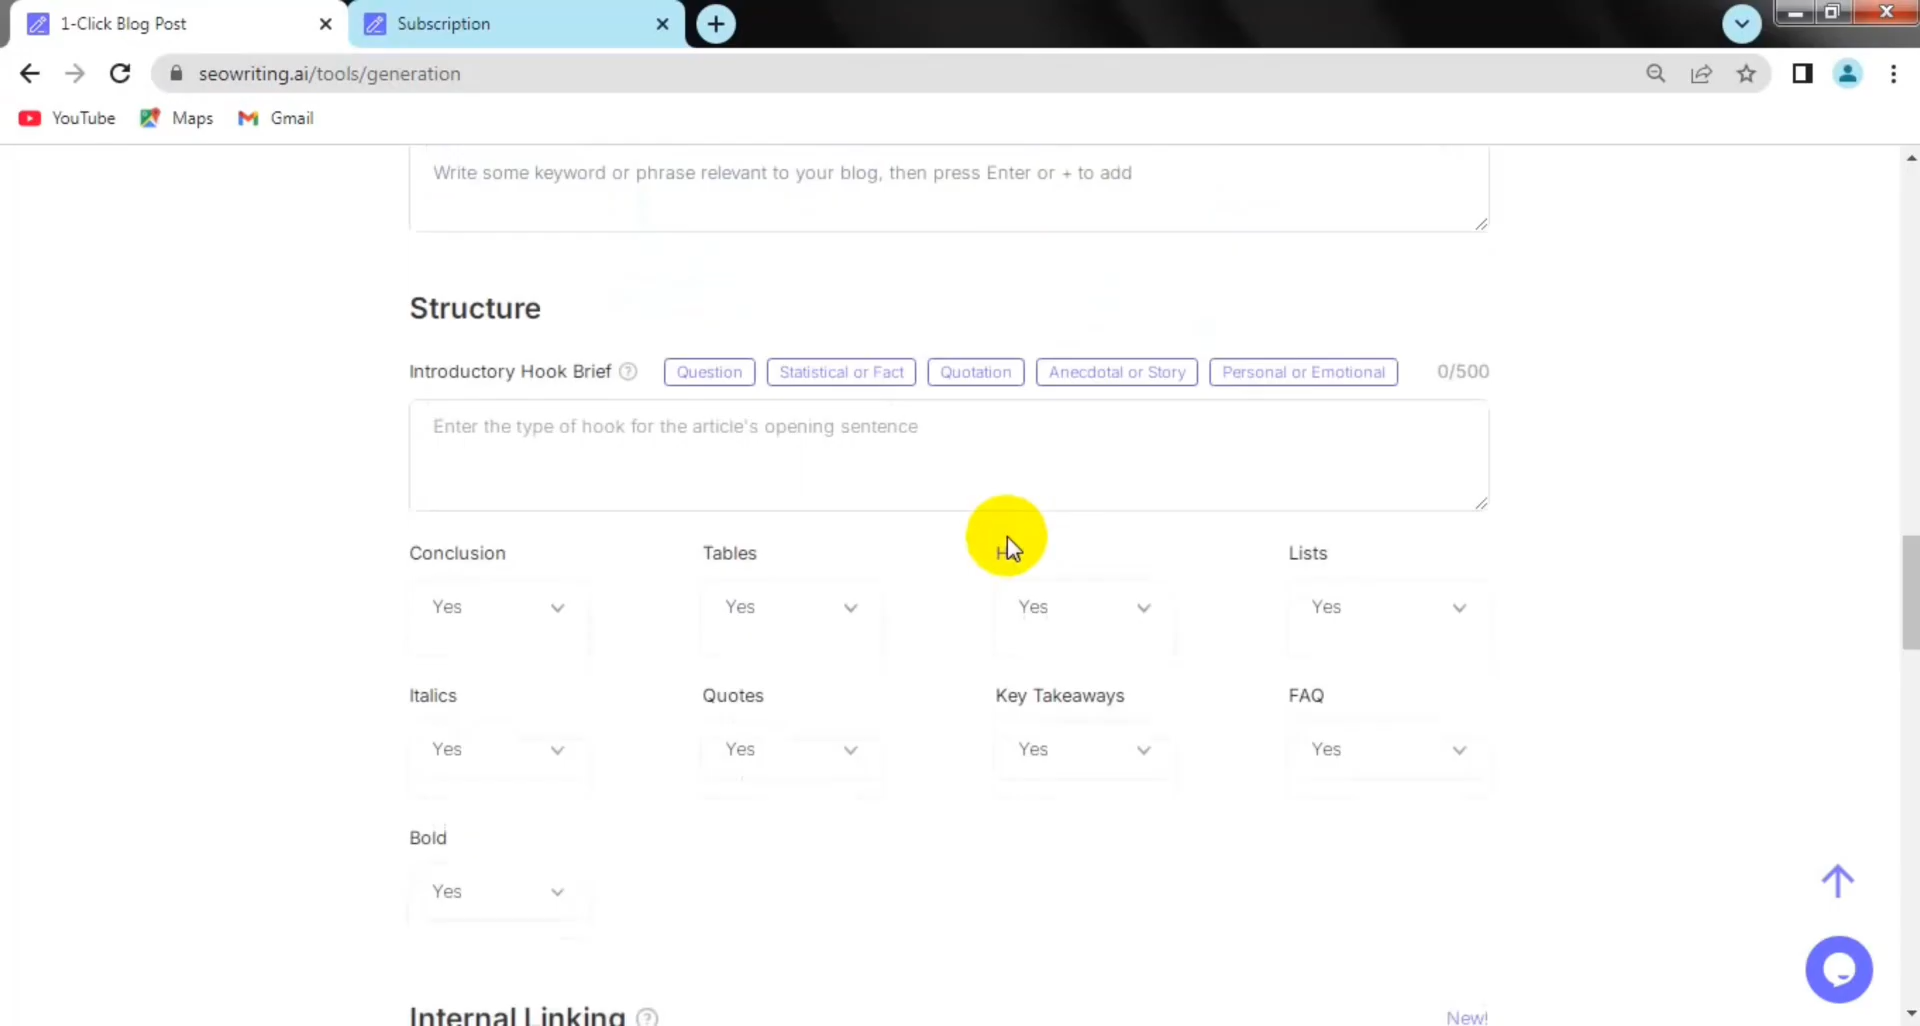 1-Click Blog Post
Subscription
seowriting.ai/tools/generation
YouTube Maps Gmail
Write some keyword or phrase relevant to your blog, then press Enter or + to add
Structure
Introductory Hook Brief ? Question Statistical or Fact Quotation Anecdotal or Story Personal or Emotional 0/500
Enter the type of hook for the article's opening sentence
Conclusion Tables Lists
Yes Yes Yes Yes
Italics Quotes Key Takeaways FAQ
Yes Yes Yes Yes
Bold
Yes
Internal Linking ? New!